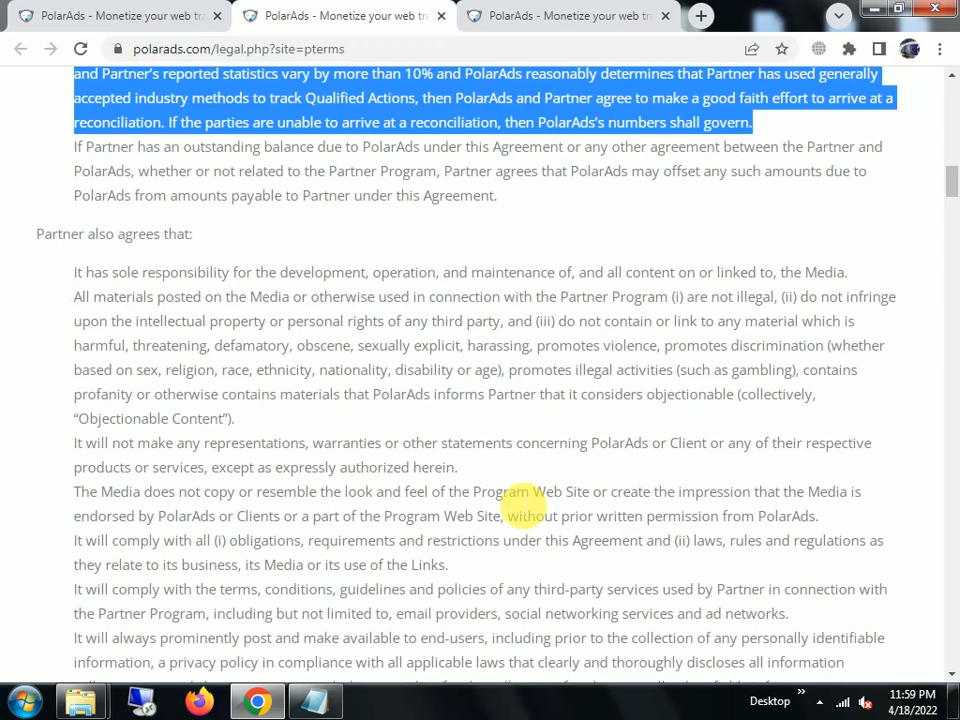 PolarAds - Monetize your web tra
PolarAds - Monetize your web tra
PolarAds - Monetize your web tra
polarads.com/legal.php?site=pterms
and Partner's reported statistics vary by more than 10% and PolarAds reasonably determines that Partner has used generally
accepted industry methods to track Qualified Actions, then PolarAds and Partner agree to make a good faith effort to arrive at a
reconciliation. If the parties are unable to arrive at a reconciliation, then PolarAds's numbers shall govern.
If Partner has an outstanding balance due to PolarAds under this Agreement or any other agreement between the Partner and
PolarAds, whether or not related to the Partner Program, Partner agrees that PolarAds may offset any such amounts due to
PolarAds from amounts payable to Partner under this Agreement.
Partner also agrees that:
It has sole responsibility for the development, operation, and maintenance of, and all content on or linked to, the Media.
All materials posted on the Media or otherwise used in connection with the Partner Program (i) are not illegal, (ii) do not infringe
upon the intellectual property or personal rights of any third party, and (iii) do not contain or link to any material which is
harmful, threatening, defamatory, obscene, sexually explicit, harassing, promotes violence, promotes discrimination (whether
based on sex, religion, race, ethnicity, nationality, disability or age), promotes illegal activities (such as gambling), contains
profanity or otherwise contains materials that PolarAds informs Partner that it considers objectionable (collectively,
“Objectionable Content”).
It will not make any representations, warranties or other statements concerning PolarAds or Client or any of their respective
products or services, except as expressly authorized herein.
The Media does not copy or resemble the look and feel of the Program Web Site or create the impression that the Media is
endorsed by PolarAds or Clients or a part of the Program Web Site, without prior written permission from PolarAds.
It will comply with all (i) obligations, requirements and restrictions under this Agreement and (ii) laws, rules and regulations as
they relate to its business, its Media or its use of the Links.
It will comply with the terms, conditions, guidelines and policies of any third-party services used by Partner in connection with
the Partner Program, including but not limited to, email providers, social networking services and ad networks.
It will always prominently post and make available to end-users, including prior to the collection of any personally identifiable
information, a privacy policy in compliance with all applicable laws that clearly and thoroughly discloses all information
Desktop
11:59 PM
4/18/2022